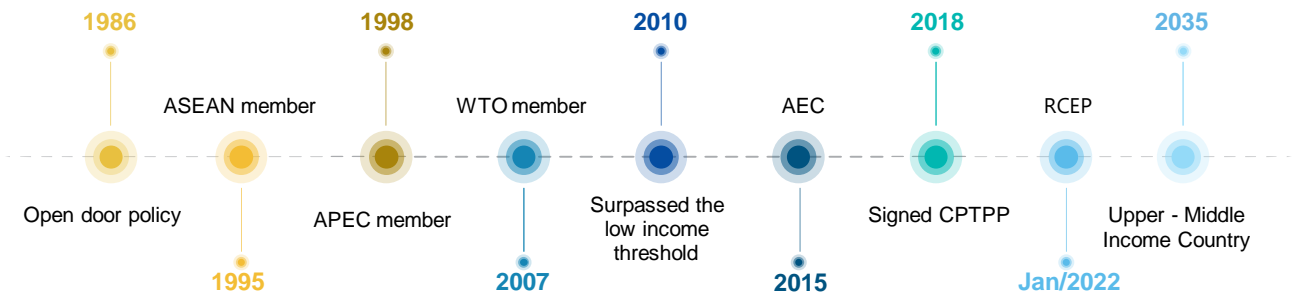 1986
1998
2010
2018
2035
ASEAN member
WTO member
AEC
RCEP
Open door policy
APEC member
Surpassed the
low income
threshold
Signed CPTPP
Upper - Middle
Income Country
1995
2007
2015
Jan/2022